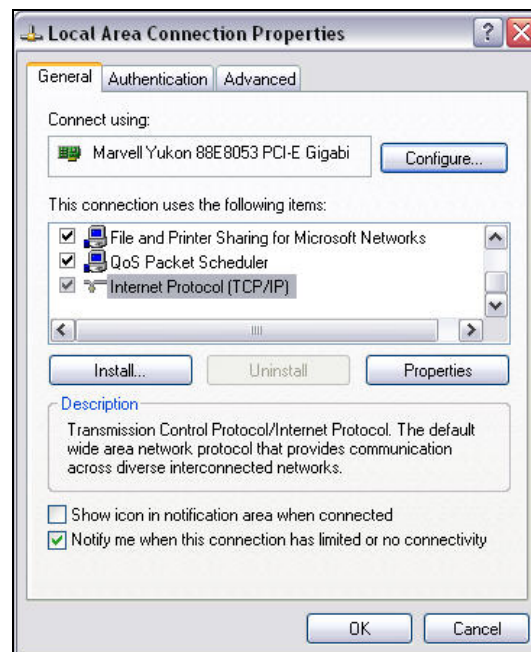 Local Area Connection Properties
General Authentication Advanced
Connect using:
Marvell Yukon 88E8053 PCI-E Gigabi
Configure...
This connection uses the following items:
File and Printer Sharing for Microsoft Networks
QoS Packet Scheduler
Internet Protocol (TCP/IP)
Install... Uninstall Properties
Description
Transmission Control Protocol/Internet Protocol. The default
wide area network protocol that provides communication
across diverse interconnected networks.
Show icon in notification area when connected
Notify me when this connection has limited or no connectivity
OK Cancel